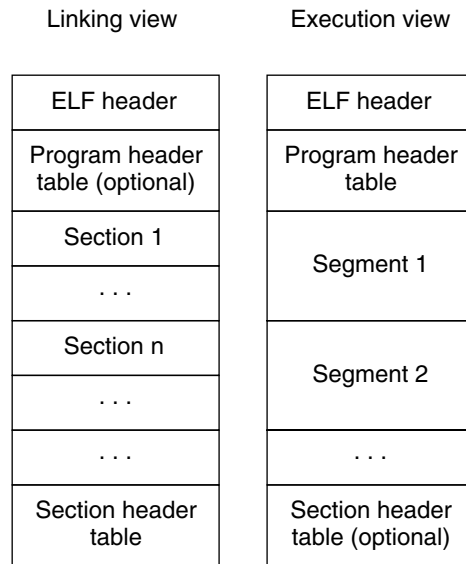 Linking view
ELF header
Program header
table (optional)
Section 1
. . .
Section n
. . .
. . .
Section header
table
Execution view
ELF header
Program header
table
Segment 1
Segment 2
. . .
Section header
table (optional)